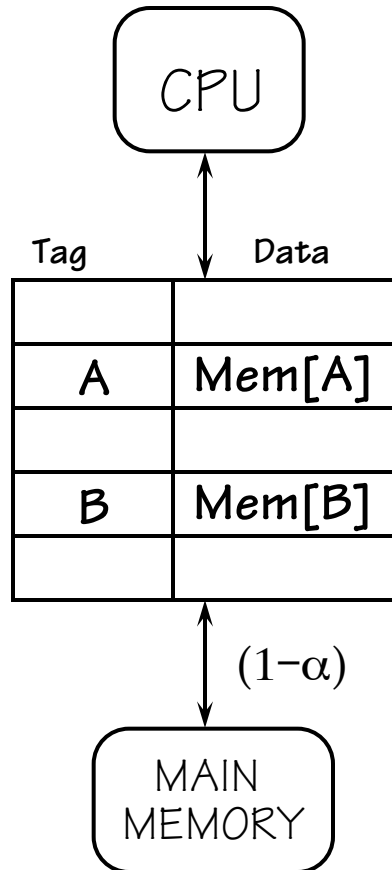 CPU
Tag Data
A Mem[A]
B Mem[B]
(1-α)
MAIN
MEMORY